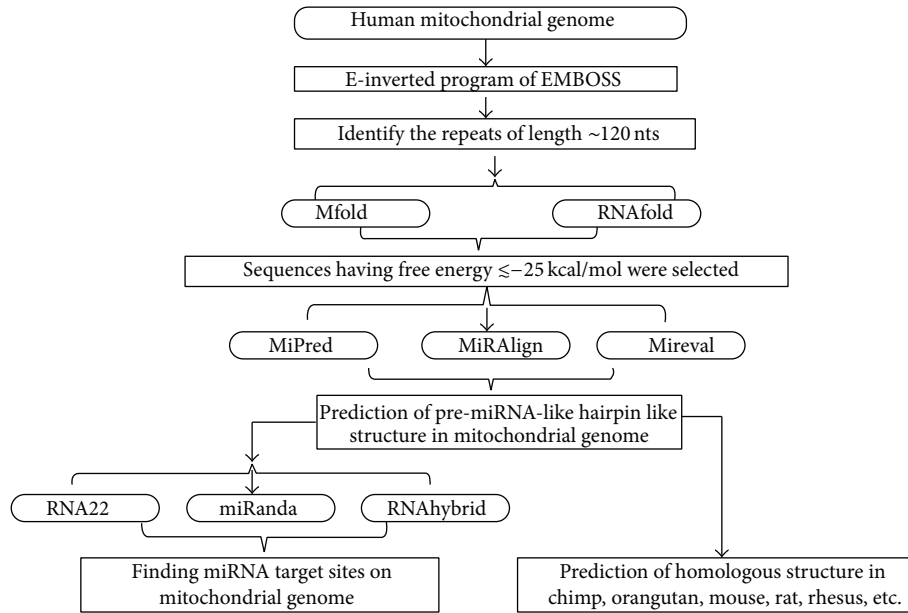 Human mitochondrial genome
E-inverted program of EMBOSS
Identify the repeats of length ~120 nts
Mfold
RNAfold
Sequences having free energy ≲−25 kcal/mol were selected
MiPred
MiRAlign
Mireval
Prediction of pre-miRNA-like hairpin like
structure in mitochondrial genome
RNA22
miRanda
RNAhybrid
Finding miRNA target sites on
mitochondrial genome
Prediction of homologous structure in
chimp, orangutan, mouse, rat, rhesus, etc.